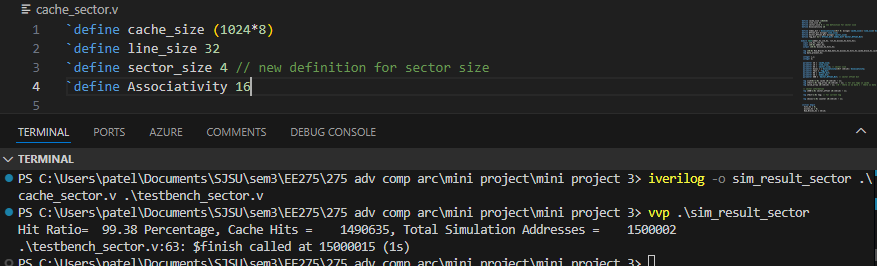 cache_sector.v
1 `define cache_size (1024*8)
2 `define line_size 32
3 `define sector_size 4 // new definition for sector size
4 `define Associativity 16
5
TERMINAL PORTS AZURE COMMENTS DEBUG CONSOLE
TERMINAL
PS C:\Users\patel\Documents\SJSU\sem3\EE275\275 adv comp arc\mini project\mini project 3> iverilog -o sim_result_sector .\
cache_sector.v .\testbench_sector.v
PS C:\Users\patel\Documents\SJSU\sem3\EE275\275 adv comp arc\mini project\mini project 3> vvp .\sim_result_sector
Hit Ratio=  99.38 Percentage, Cache Hits =    1490635, Total Simulation Addresses =    1500002
.\testbench_sector.v:63: $finish called at 15000015 (1s)
PS C:\Users\patel\Documents\SJSU\sem3\EE275\275 adv comp arc\mini project\mini project 3>